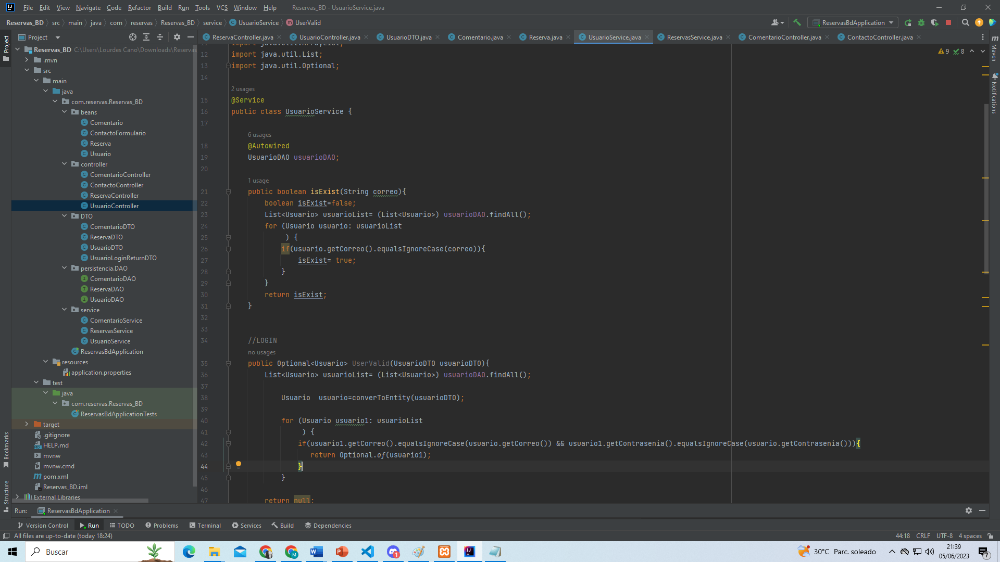 File Edit View Navigate Code Refactor Build Run Tools VCS Window Help Reservas_BD - UsuarioService.java
Reservas_BD src main java com reservas Reservas_BD service UsuarioService UserValid ReservasBdApplication
Project
ReservaController.java UsuarioController.java UsuarioDTO.java Comentario.java Reserva.java UsuarioService.java ReservasService.java ComentarioController.java ContactoController.java
Project
Maven
Notifications
Bookmarks
Structure
Reservas_BD C:\Users\Lourdes Cano\Downloads\Reservas
.mvn
src
main
java
com.reservas.Reservas_BD
beans
Comentario
ContactoFormulario
Reserva
Usuario
controller
ComentarioController
ContactoController
ReservaController
UsuarioController
DTO
ComentarioDTO
ReservaDTO
UsuarioDTO
UsuarioLoginReturnDTO
persistencia.DAO
ComentarioDAO
ReservaDAO
UsuarioDAO
service
ComentarioService
ReservasService
UsuarioService
ReservasBdApplication
resources
application.properties
test
java
com.reservas.Reservas_BD
ReservasBdApplicationTests
target
.gitignore
HELP.md
mvnw
mvnw.cmd
pom.xml
Reservas_BD.iml
External Libraries
9 8
11 import java.util.ArrayList;
12 import java.util.List;
13 import java.util.Optional;
14
2 usages
15 @Service
16 public class UsuarioService {
17
6 usages
18 @Autowired
19 UsuarioDAO usuarioDAO;
20
1 usage
21 public boolean isExist(String correo){
22 boolean isExist=false;
23 List<Usuario> usuarioList= (List<Usuario>) usuarioDAO.findAll();
24 for (Usuario usuario: usuarioList
25 ) {
26 if(usuario.getCorreo().equalsIgnoreCase(correo)){
27 isExist= true;
28 }
29 }
30 return isExist;
31 }
32
33
34 //LOGIN
no usages
35 public Optional<Usuario> UserValid(UsuarioDTO usuarioDTO){
36 List<Usuario> usuarioList= (List<Usuario>) usuarioDAO.findAll();
37
38 Usuario  usuario=converToEntity(usuarioDTO);
39
40 for (Usuario usuario1: usuarioList
41 ) {
42 if(usuario1.getCorreo().equalsIgnoreCase(usuario.getCorreo()) && usuario1.getContrasenia().equalsIgnoreCase(usuario.getContrasenia())){
43 return Optional.of(usuario1);
44 }
45 }
46
47 return null;
Run: ReservasBdApplication
Version Control Run TODO Problems Terminal Services Build Dependencies
All files are up-to-date (today 18:24) 44:18 CRLF UTF-8 4 spaces
Buscar 30°C Parc. soleado 21:39
05/06/2023 7